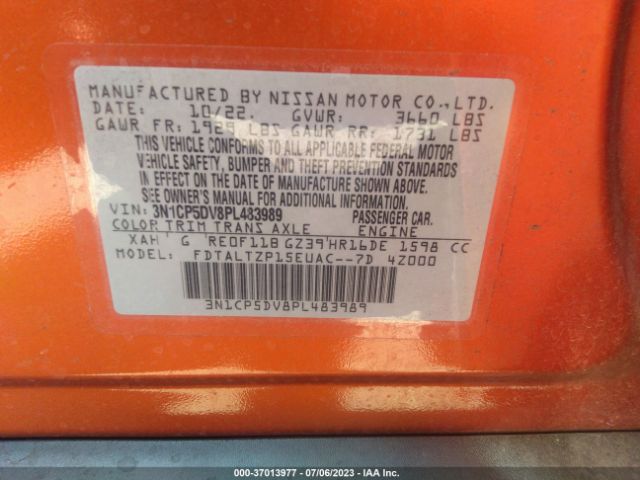 MANUFACTURED BY NISSAN MOTOR CO.,LTD.
DATE: 10/22. GVWR: 3660 LBS
GAWR FR: 1929 LBS GAWR RR: 1731 LBS
THIS VEHICLE CONFORMS TO ALL APPLICABLE FEDERAL MOTOR
VEHICLE SAFETY, BUMPER AND THEFT PREVENTION STANDARDS
IN EFFECT ON THE DATE OF MANUFACTURE SHOWN ABOVE.
SEE OWNER'S MANUAL FOR ADDITIONAL INFORMATION.
VIN: 3N1CP5DV8PL483989 PASSENGER CAR.
COLOR TRIM TRANS AXLE ENGINE
XAH G RE0F11B GZ39 HR16DE 1598 CC
MODEL: FDTALTZP15EUAC--7D 4Z000
3N1CP5DV8PL483989
000-37013977 - 07/06/2023 - IAA Inc.